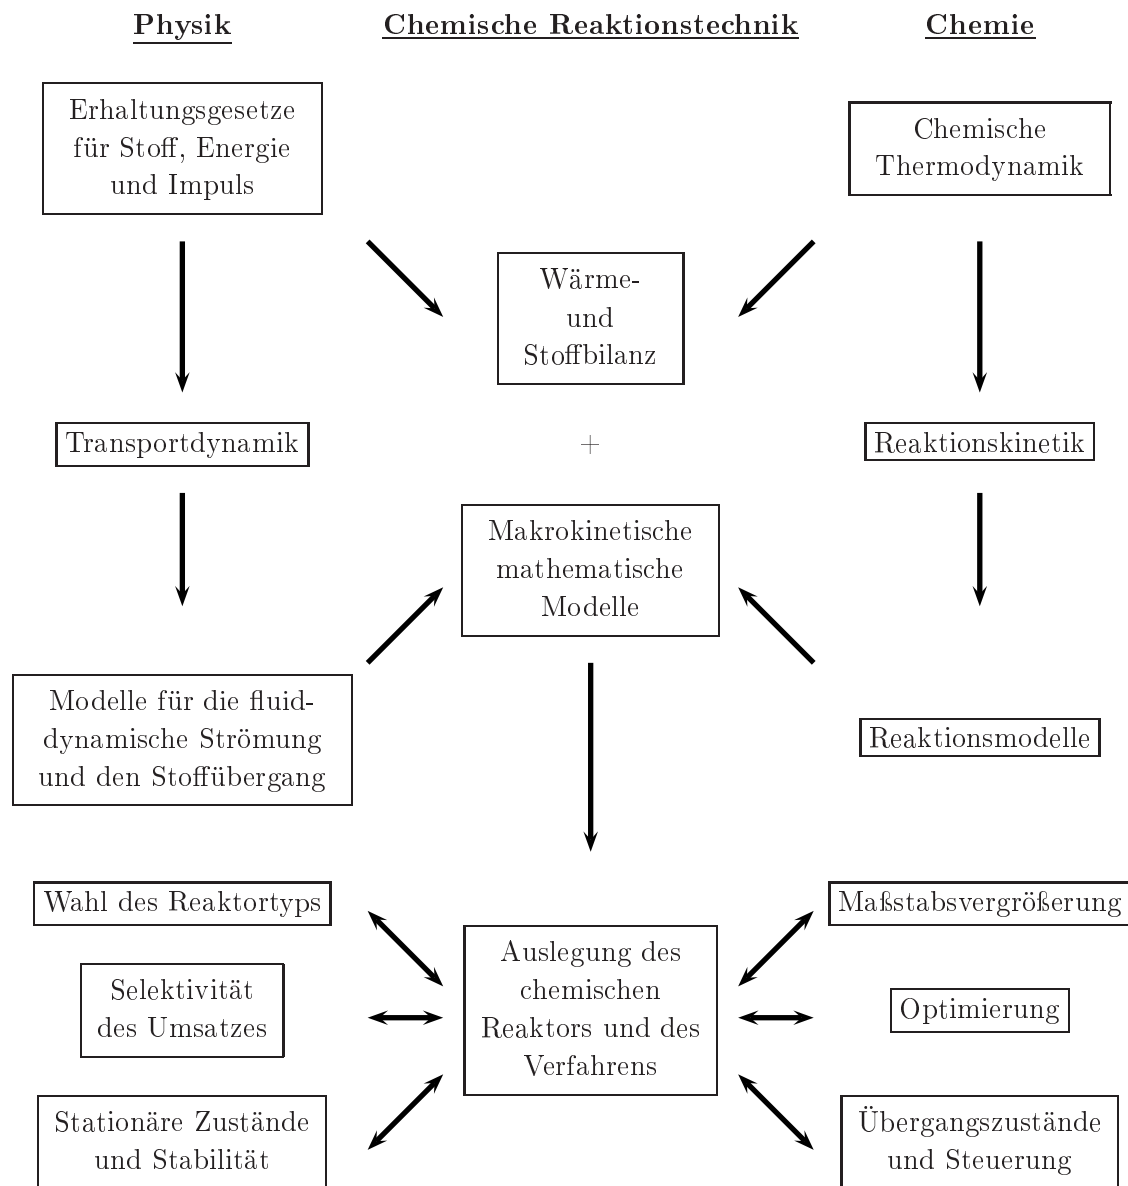 Physik
Chemische Reaktionstechnik
Chemie
Erhaltungsgesetze
für Stoff, Energie
und Impuls
Chemische
Thermodynamik
Wärme-
und
Stoffbilanz
Transportdynamik
+
Reaktionskinetik
Makrokinetische
mathematische
Modelle
Modelle für die fluid-
dynamische Strömung
und den Stoffübergang
Reaktionsmodelle
Wahl des Reaktortyps
Maßstabsvergrößerung
Selektivität
des Umsatzes
Auslegung des
chemischen
Reaktors und des
Verfahrens
Optimierung
Stationäre Zustände
und Stabilität
Übergangszustände
und Steuerung